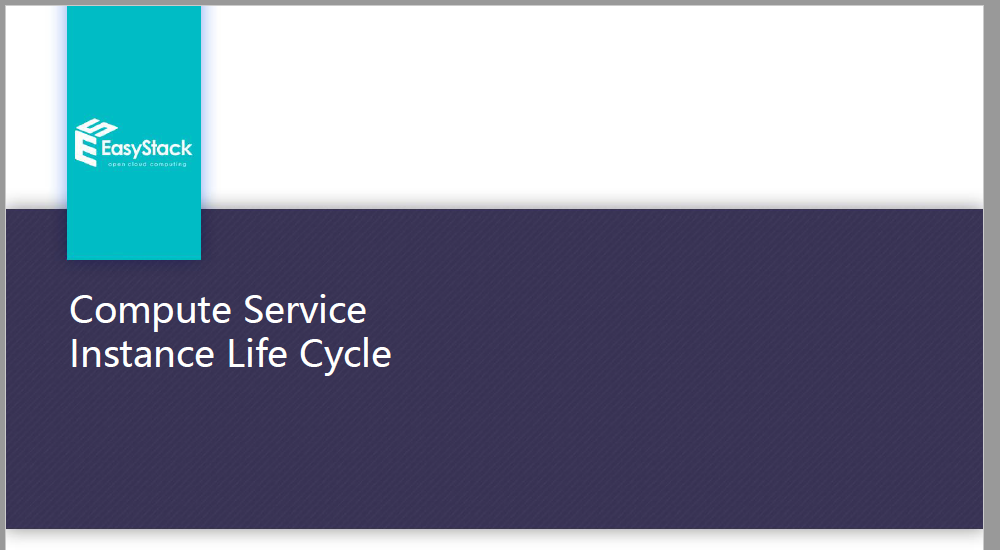 EasyStack
open cloud computing
Compute Service
Instance Life Cycle